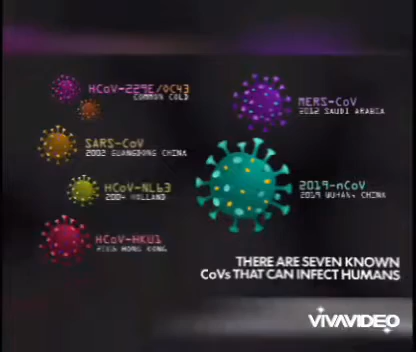 HCoV-229E/OC43
COMMON COLD
MERS-CoV
2012 SAUDI ARABIA
SARS-CoV
2002 GUANGDONG CHINA
HCoV-NL63
2004 HOLLAND
2019-nCoV
2019 WUHAN, CHINA
HCoV-HKU1
HONG KONG
THERE ARE SEVEN KNOWN
CoVs THAT CAN INFECT HUMANS
VIVAVIDEO